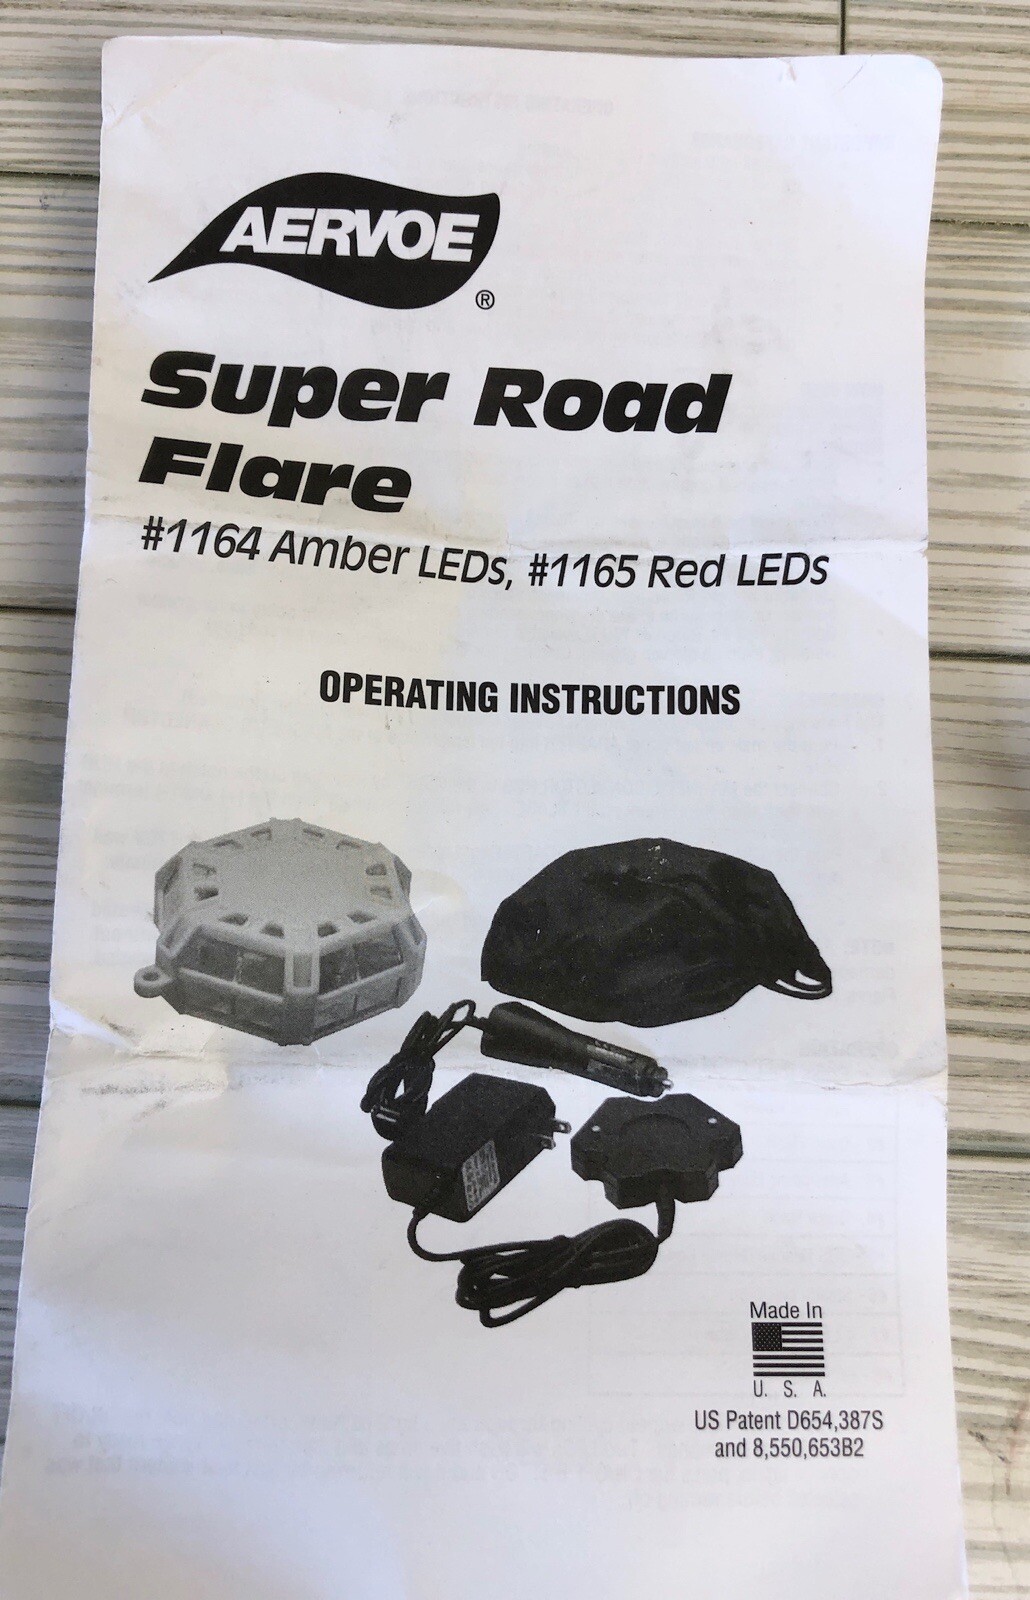 AERVOE
®
Super Road
Flare
#1164 Amber LEDs, #1165 Red LEDs
OPERATING INSTRUCTIONS
Made In
U. S. A.
US Patent D654,387S
and 8,550,653B2